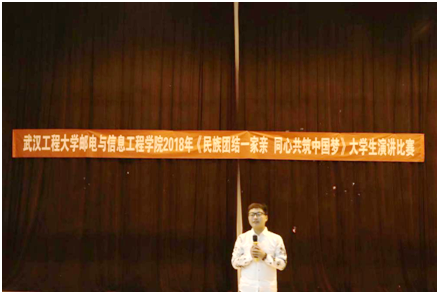 武汉工程大学邮电与信息工程学院2018年《民族团结一家亲 同心共筑中国梦》大学生演讲比赛